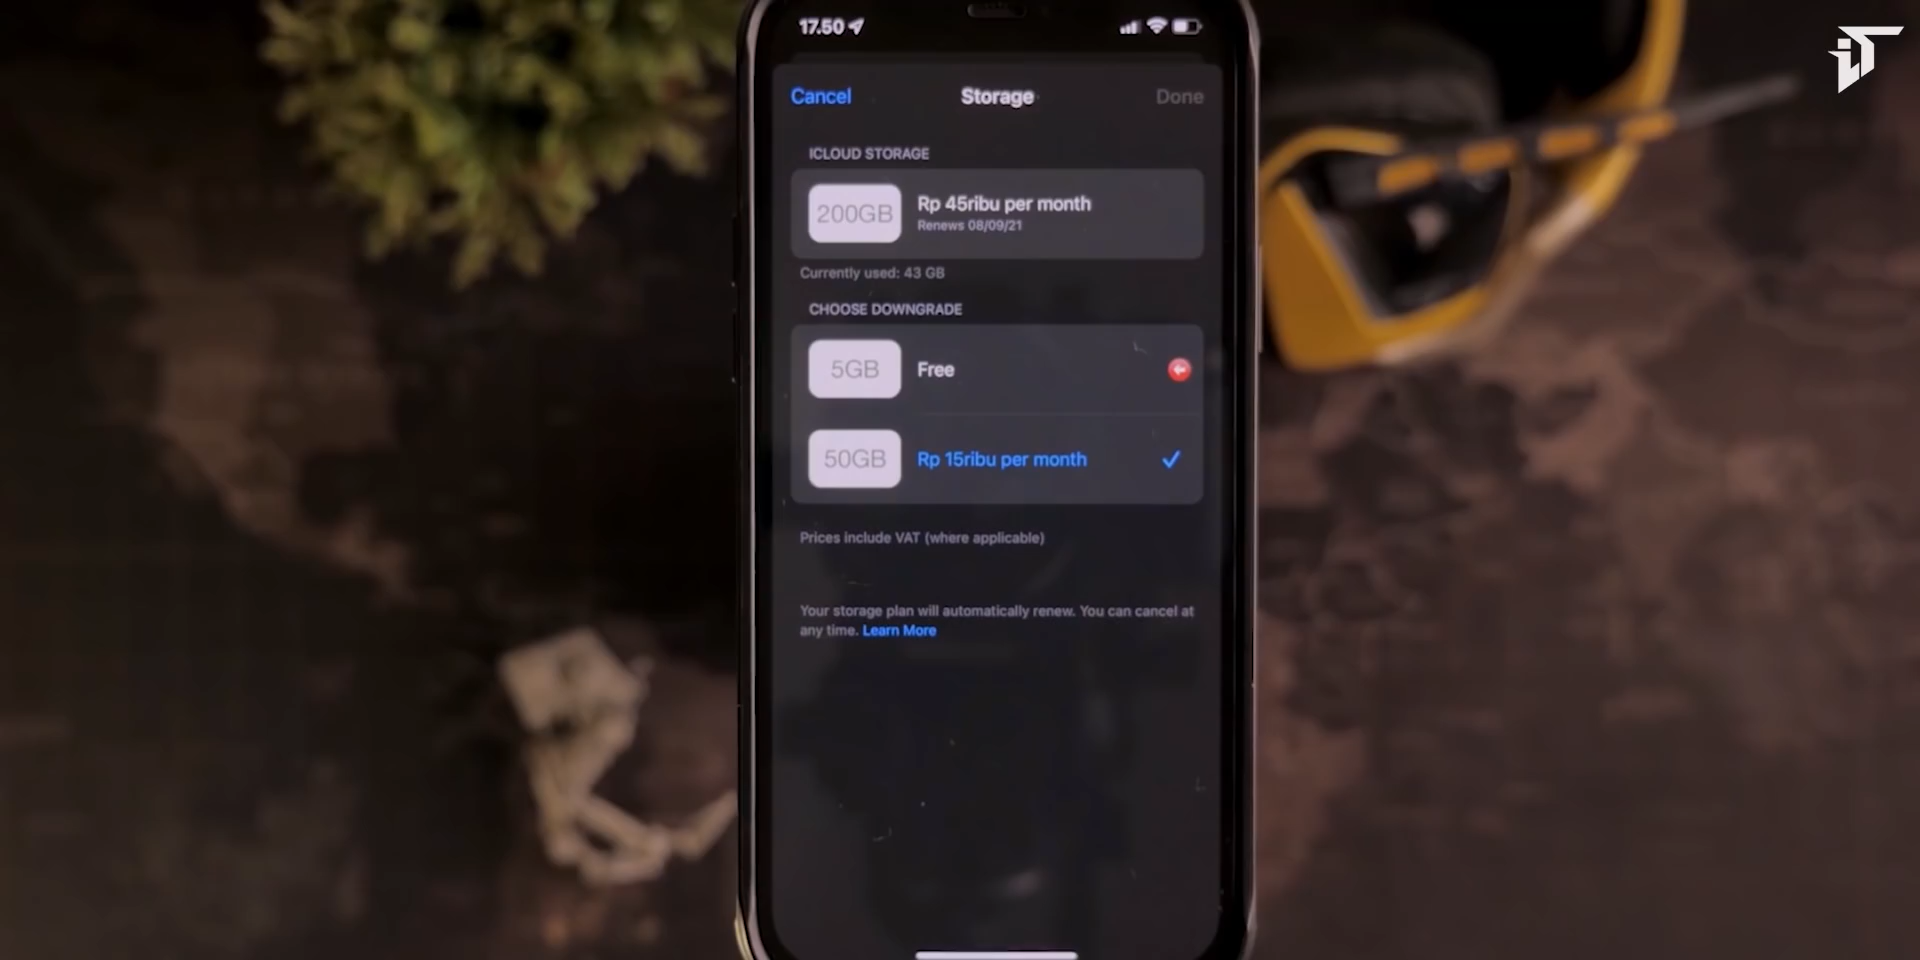 17.50
Cancel
Storage
Done
ICLOUD STORAGE
200GB
Rp 45ribu per month
Renews 08/09/21
Currently used: 43 GB
CHOOSE DOWNGRADE
5GB
Free
50GB
Rp 15ribu per month
Prices include VAT (where applicable)
Your storage plan will automatically renew. You can cancel at
any time. Learn More